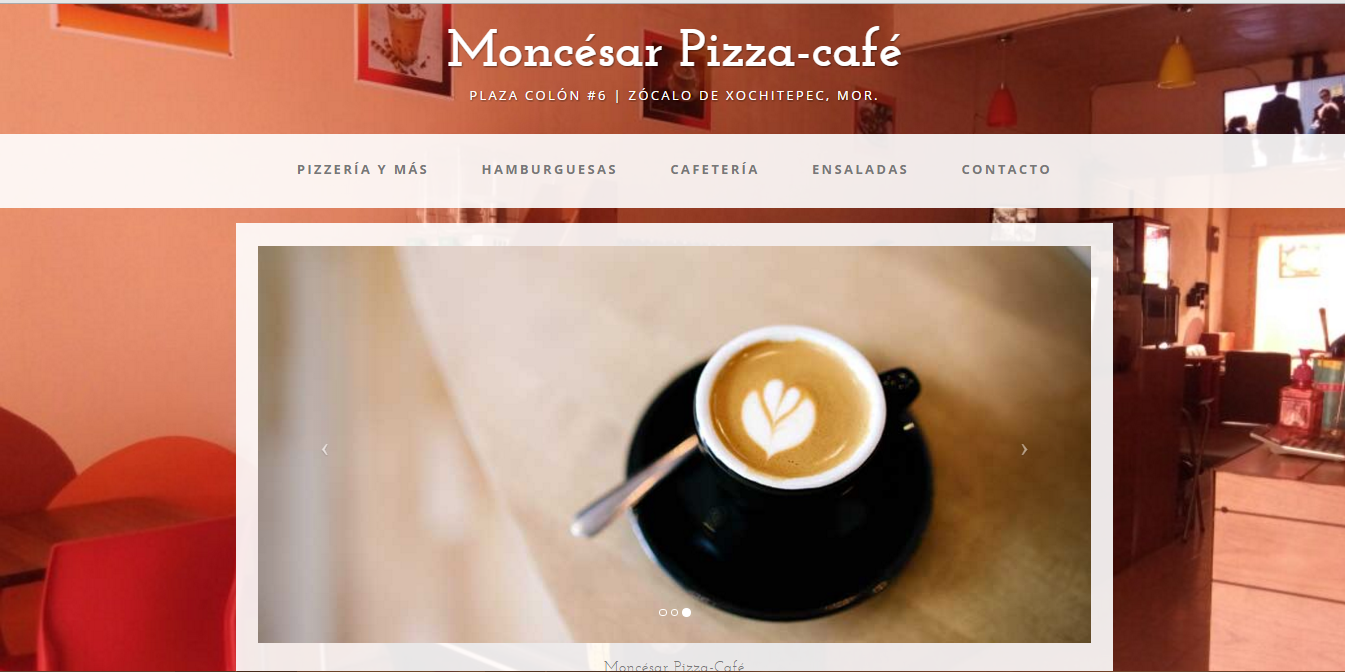 Moncésar Pizza-café
PLAZA COLÓN #6 | ZÓCALO DE XOCHITEPEC, MOR.
PIZZERÍA Y MÁS HAMBURGUESAS CAFETERÍA ENSALADAS CONTACTO
Moncésar Pizza-Café